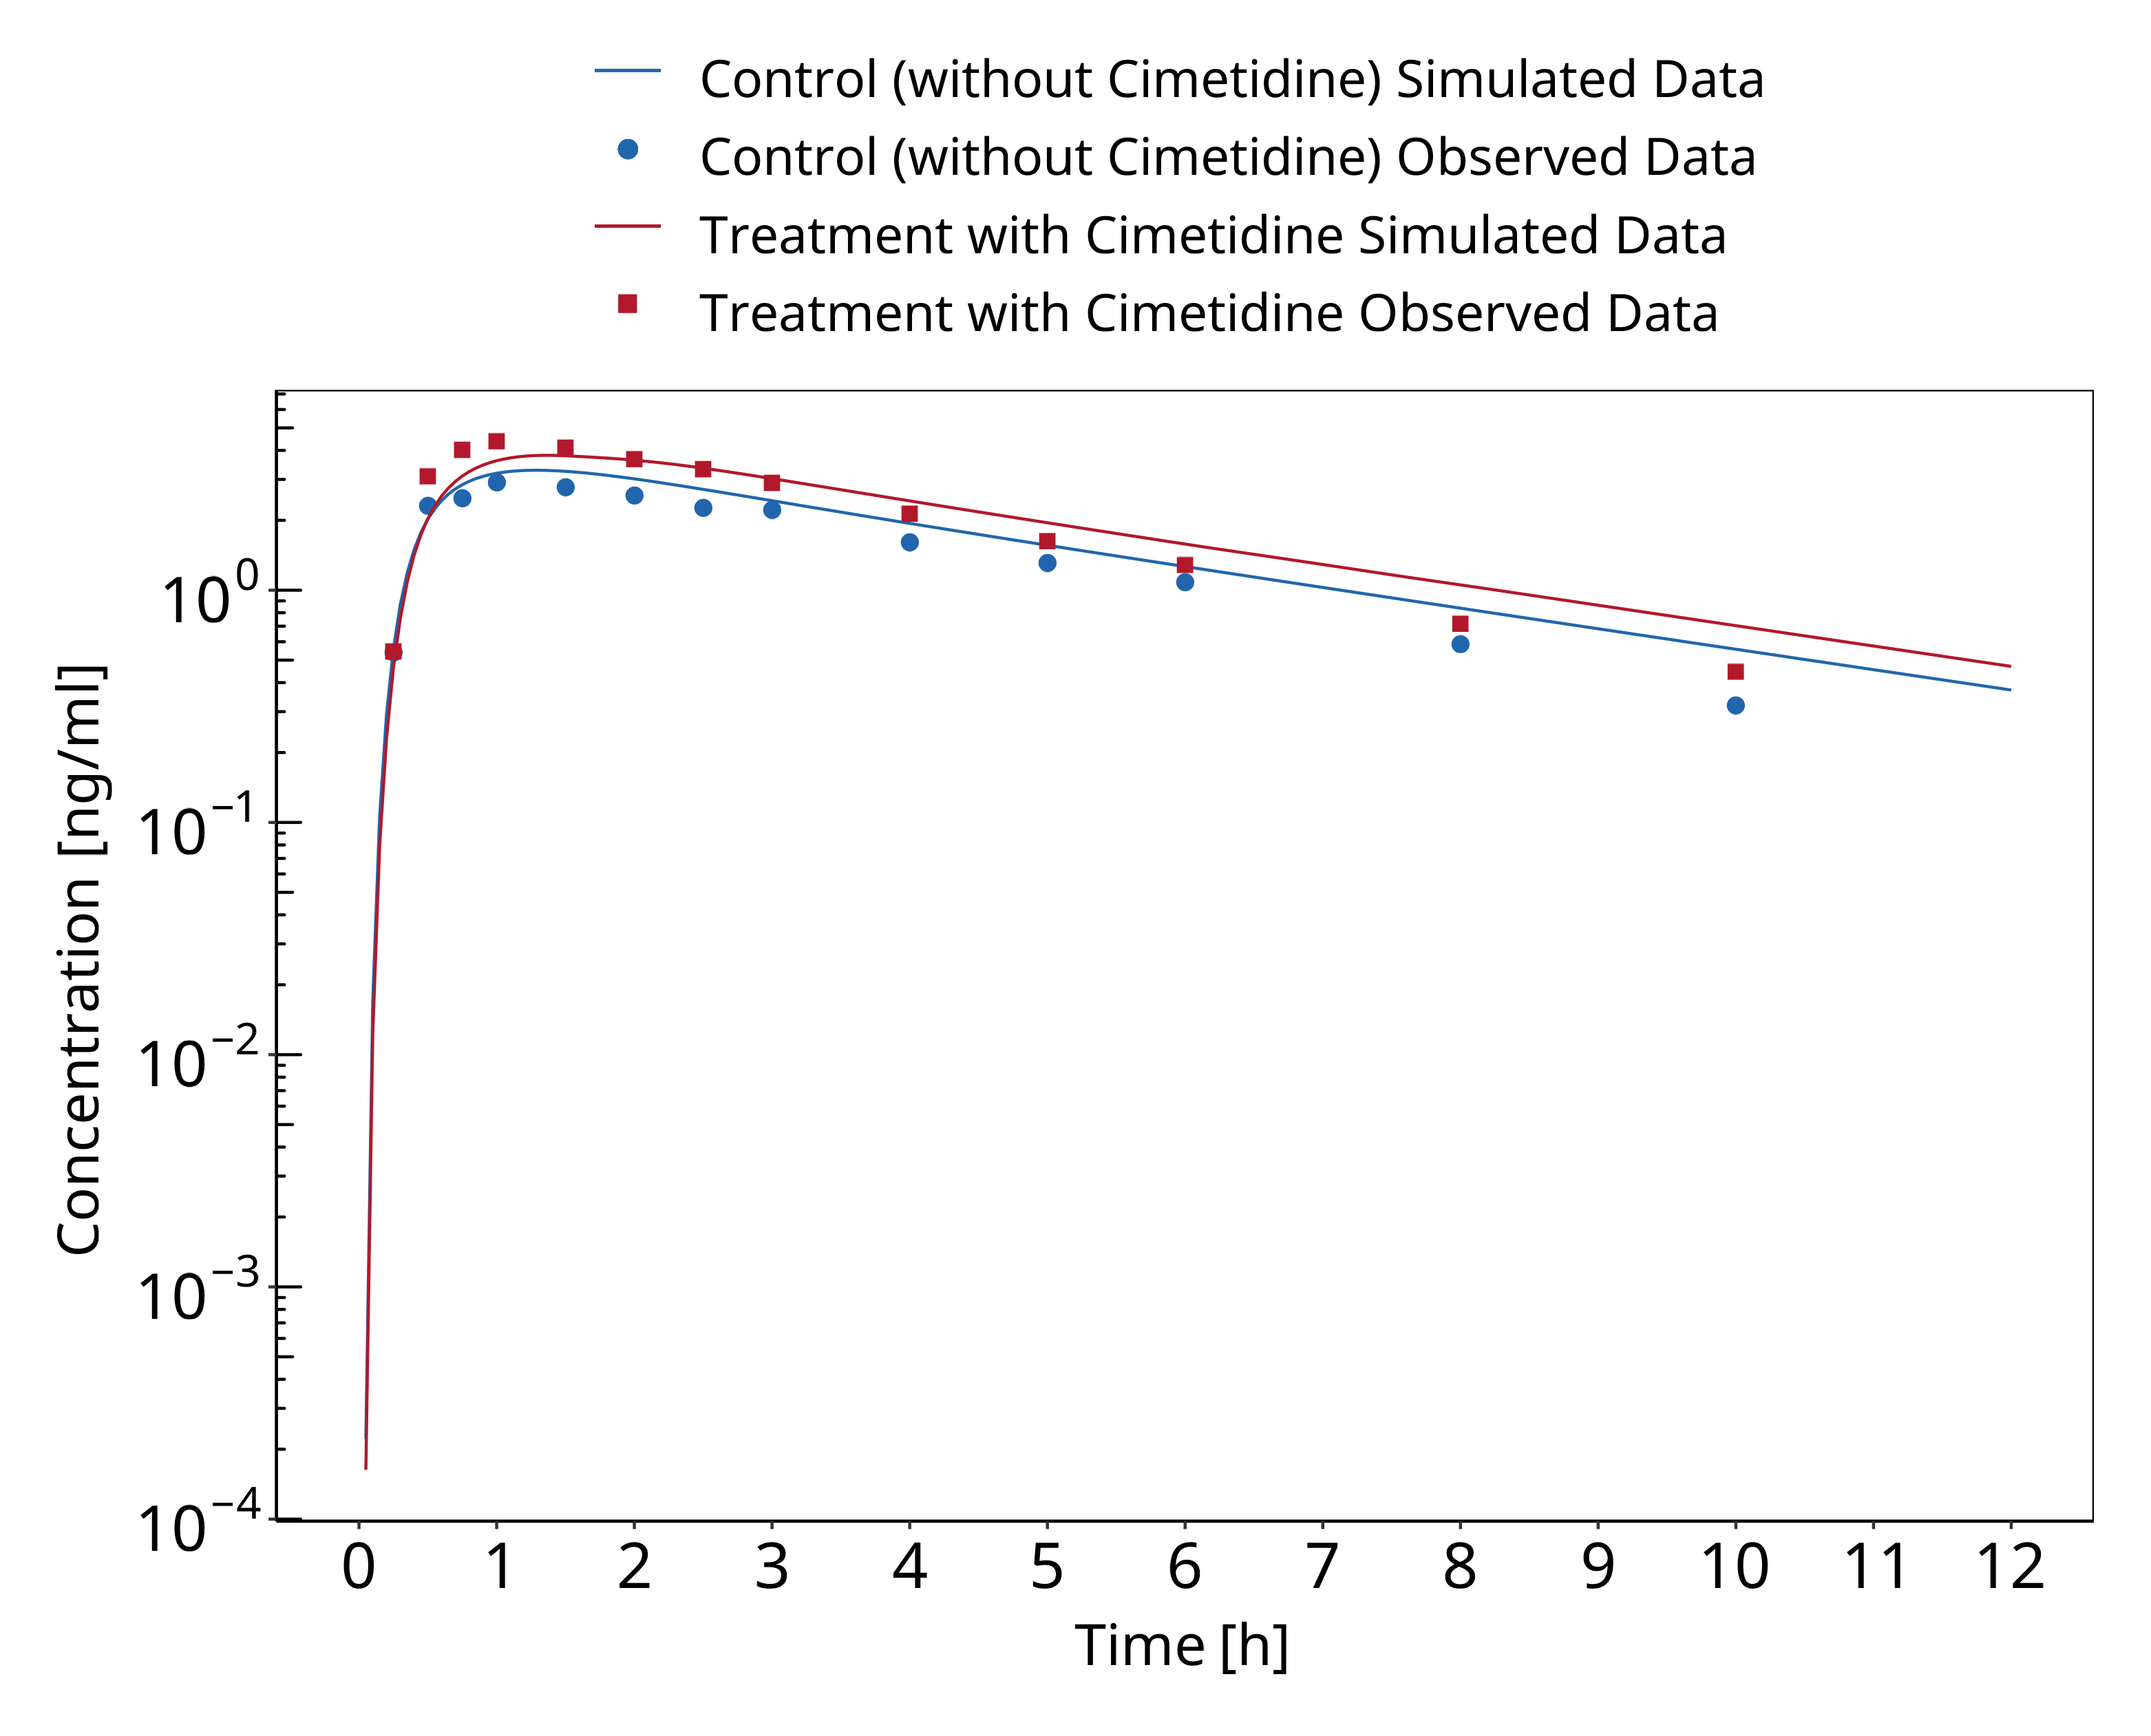 Control (without Cimetidine) Simulated Data
Control (without Cimetidine) Observed Data
Treatment with Cimetidine Simulated Data
Treatment with Cimetidine Observed Data
Concentration [ng/ml]
10⁰
10⁻¹
10⁻²
10⁻³
10⁻⁴
0 1 2 3 4 5 6 7 8 9 10 11 12
Time [h]